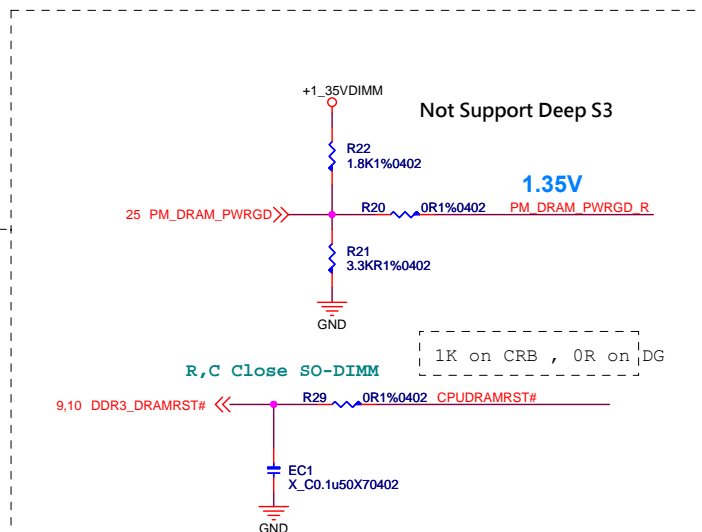 +1_35VDIMM
Not Support Deep S3
R22
1.8K1%0402
1.35V
25 PM_DRAM_PWRGD
R20 0R1%0402 PM_DRAM_PWRGD_R
R21
3.3KR1%0402
GND
1K on CRB , 0R on DG
R,C Close SO-DIMM
9,10 DDR3_DRAMRST#
R29 0R1%0402 CPUDRAMRST#
EC1
X_C0.1u50X70402
GND